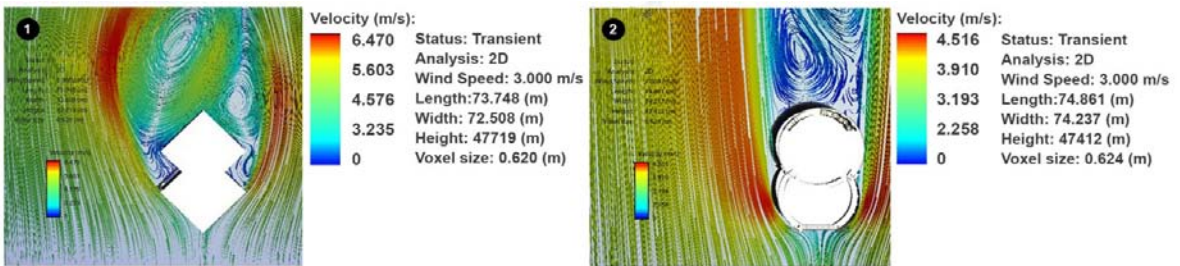 1
Velocity (m/s):
6.470
5.603
4.576
3.235
0
Status: Transient
Analysis: 2D
Wind Speed: 3.000 m/s
Length:73.748 (m)
Width: 72.508 (m)
Height: 47719 (m)
Voxel size: 0.620 (m)
2
Velocity (m/s):
4.516
3.910
3.193
2.258
0
Status: Transient
Analysis: 2D
Wind Speed: 3.000 m/s
Length:74.861 (m)
Width: 74.237 (m)
Height: 47412 (m)
Voxel size: 0.624 (m)